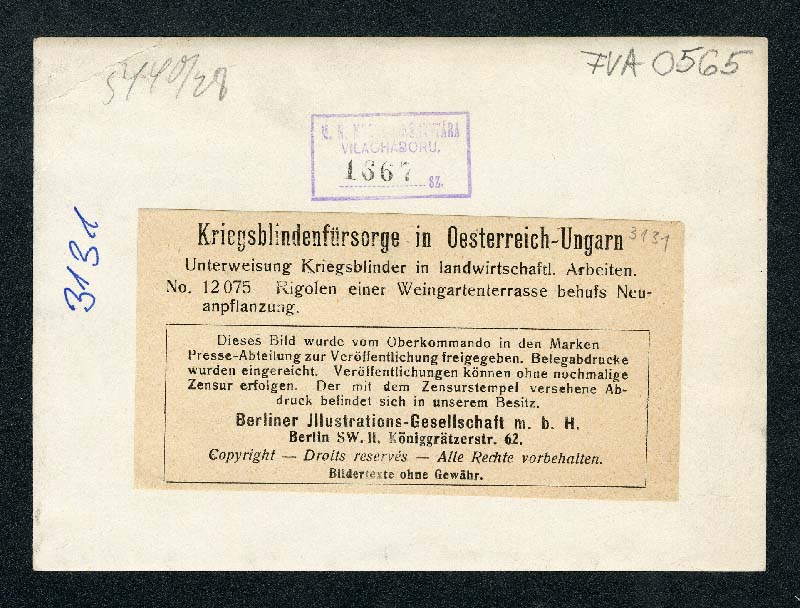 5440/28
FVA 0565
VILÁGHÁBORU.
1667 sz.
3131
Kriegsblindenfürsorge in Oesterreich-Ungarn 3131
Unterweisung Kriegsblinder in landwirtschaftl. Arbeiten.
No. 12075 Rigolen einer Weingartenterrasse behufs Neu-
anpflanzung.
Dieses Bild wurde vom Oberkommando in den Marken
Presse-Abteilung zur Veröffentlichung freigegeben. Belegabdrucke
wurden eingereicht. Veröffentlichungen können ohne nochmalige
Zensur erfolgen. Der mit dem Zensurstempel versehene Ab-
druck befindet sich in unserem Besitz.
Berliner Jllustrations-Gesellschaft m. b. H.
Berlin SW. 11. Königgrätzerstr. 62.
Copyright — Droits reservés — Alle Rechte vorbehalten.
Bildertexte ohne Gewähr.